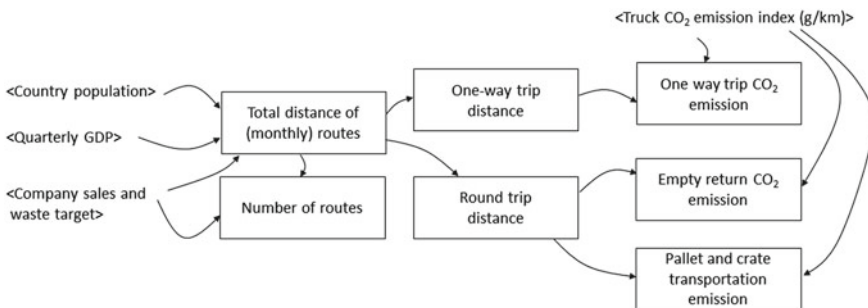 <Truck CO₂ emission index (g/km)>
<Country population>
<Quarterly GDP>
<Company sales and
waste target>
Total distance of
(monthly) routes
Number of routes
One-way trip
distance
Round trip
distance
One way trip CO₂
emission
Empty return CO₂
emission
Pallet and crate
transportation
emission